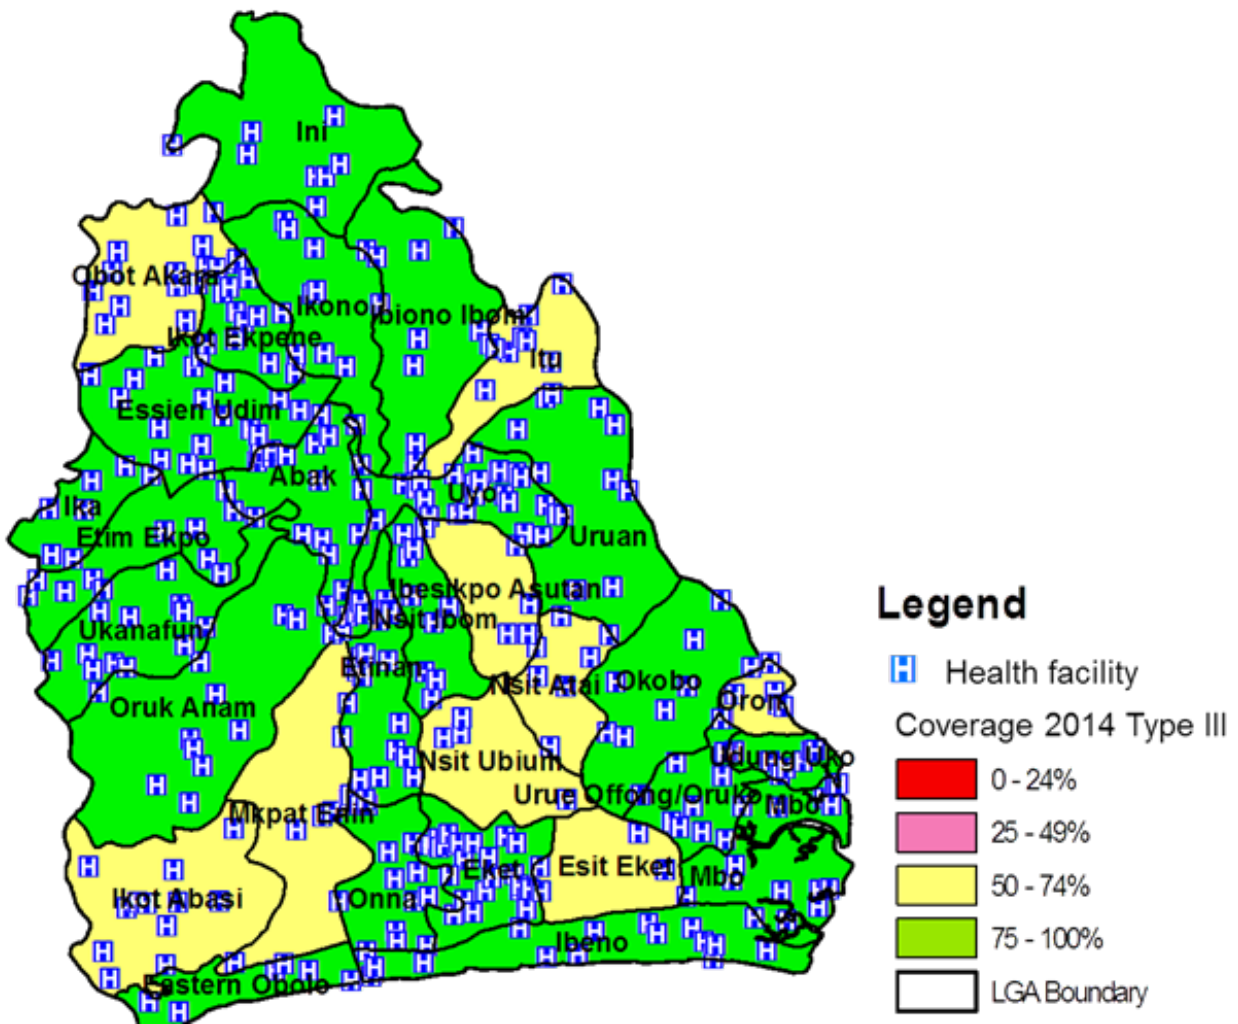 Ini
Obot Akara
Ikono
Ibiono Ibom
Ikot Ekpene
Itu
Essien Udim
Abak
Uyo
Ika
Etim Ekpo
Uruan
Ibesikpo Asutan
Nsit Ibom
Ukanafun
Etinan
Nsit Atai
Okobo
Oron
Oruk Anam
Nsit Ubium
Udung Uko
Urue Offong/Oruko
Mbo
Mkpat Enin
Eket
Esit Eket
Mbo
Ikot Abasi
Onna
Ibeno
Eastern Obolo
Legend
H Health facility
Coverage 2014 Type III
0 - 24%
25 - 49%
50 - 74%
75 - 100%
LGA Boundary